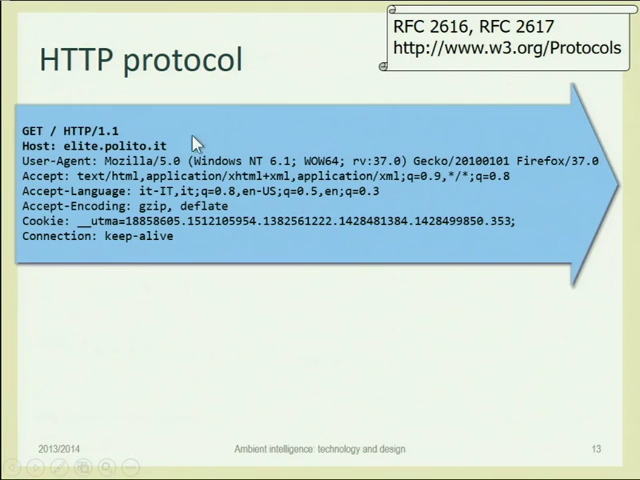 RFC 2616, RFC 2617
http://www.w3.org/Protocols
HTTP protocol
GET / HTTP/1.1
Host: elite.polito.it
User-Agent: Mozilla/5.0 (Windows NT 6.1; WOW64; rv:37.0) Gecko/20100101 Firefox/37.0
Accept: text/html,application/xhtml+xml,application/xml;q=0.9,*/*;q=0.8
Accept-Language: it-IT,it;q=0.8,en-US;q=0.5,en;q=0.3
Accept-Encoding: gzip, deflate
Cookie: __utma=18858605.1512105954.1382561222.1428481384.1428499850.353;
Connection: keep-alive
2013/2014
Ambient intelligence: technology and design
13